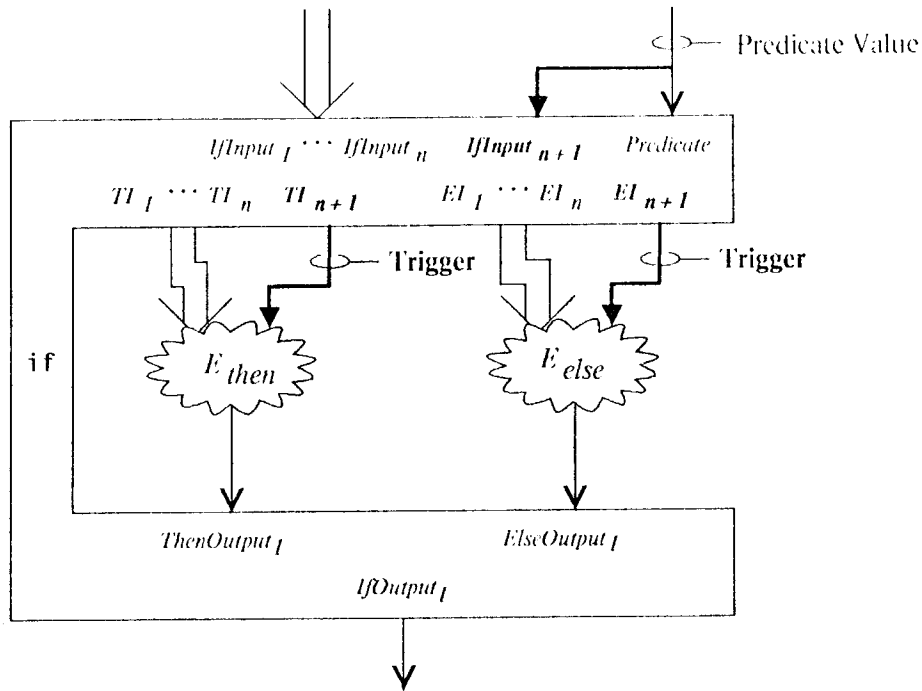 Predicate Value
IfInput 1 ··· IfInput n IfInput n + 1 Predicate
TI 1 ··· TI n TI n + 1 EI 1 ··· EI n EI n + 1
Trigger Trigger
if
E then E else
ThenOutput 1 ElseOutput 1
IfOutput 1